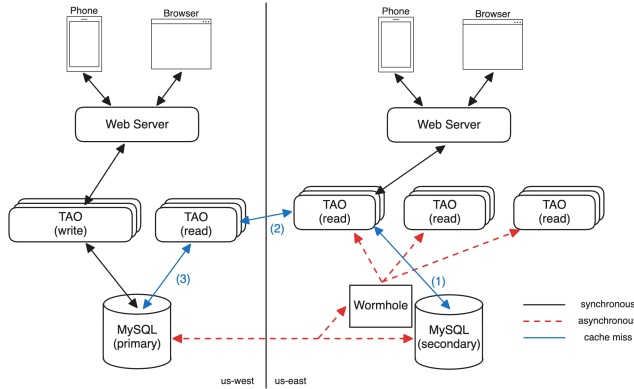 Phone
Browser
Phone
Browser
Web Server
Web Server
TAO
(write)
TAO
(read)
TAO
(read)
TAO
(read)
TAO
(read)
(2)
(3)
(1)
Wormhole
MySQL
(primary)
MySQL
(secondary)
synchronous
asynchronous
cache miss
us-west
us-east